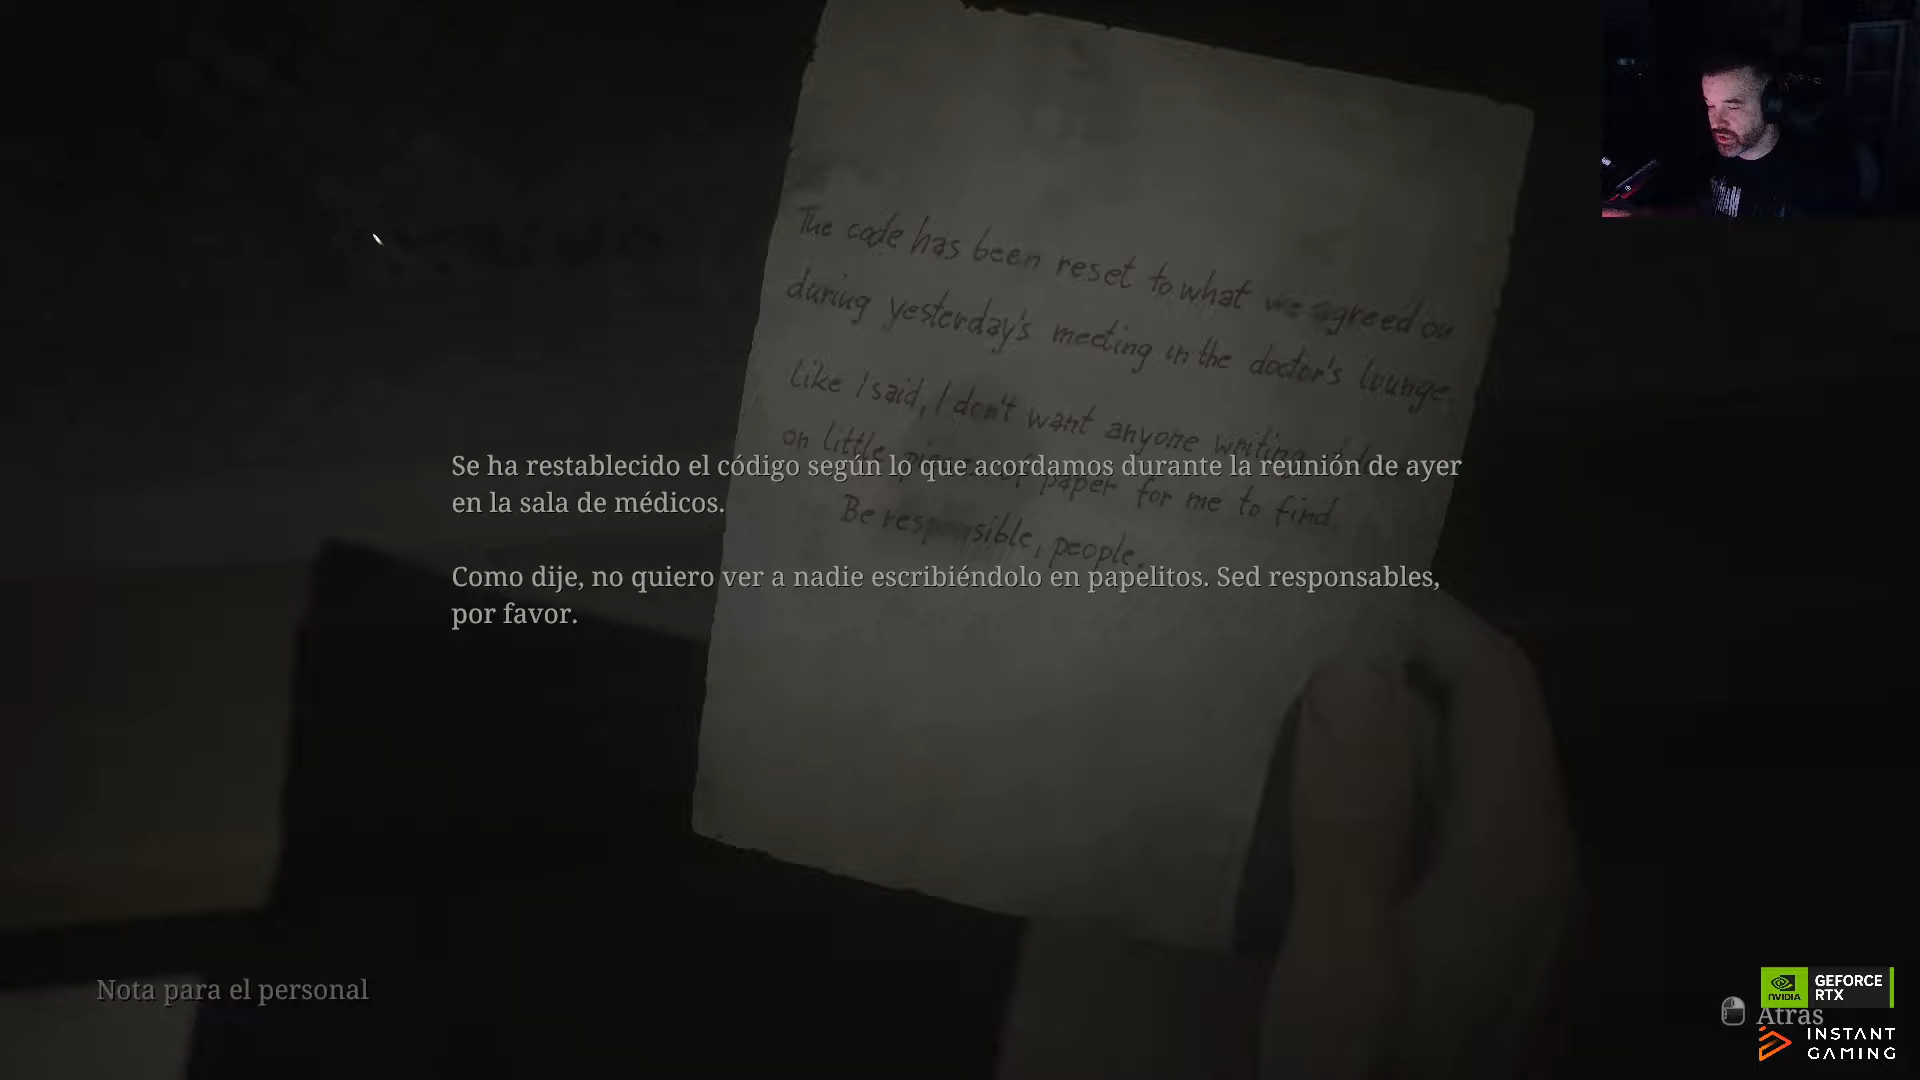 The code has been reset to what we agreed on
during yesterday's meeting in the doctor's lounge.
Like I said, I don't want anyone writing
on little pieces of paper for me to find.
Be responsible, people.
Se ha restablecido el código según lo que acordamos durante la reunión de ayer
en la sala de médicos.
Como dije, no quiero ver a nadie escribiéndolo en papelitos. Sed responsables,
por favor.
Nota para el personal
Atrás
NVIDIA
GEFORCE
RTX
INSTANT
GAMING